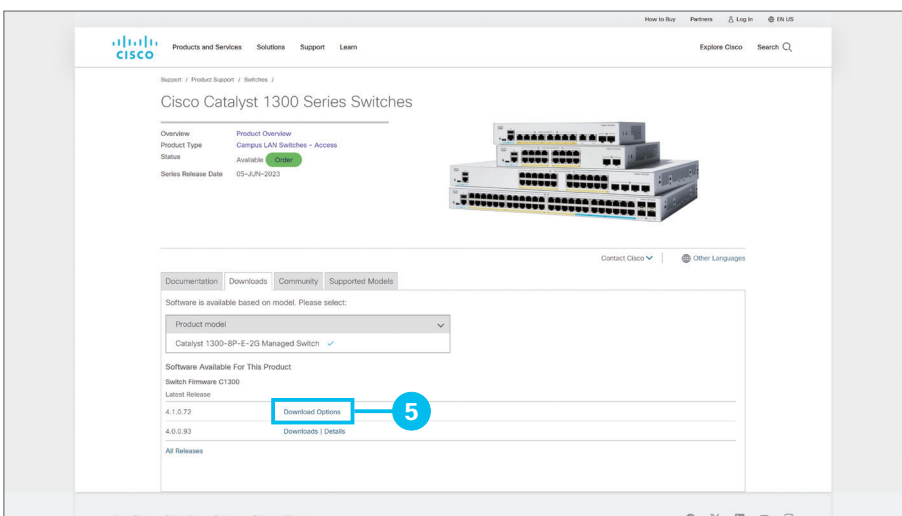 How to Buy Partners Log In EN US
CISCO Products and Services Solutions Support Learn Explore Cisco Search
Support / Product Support / Switches /
Cisco Catalyst 1300 Series Switches
Overview Product Overview
Product Type Campus LAN Switches - Access
Status Available Order
Series Release Date 05-JUN-2023
Contact Cisco Other Languages
Documentation Downloads Community Supported Models
Software is available based on model. Please select:
Product model
Catalyst 1300-8P-E-2G Managed Switch
Software Available For This Product
Switch Firmware C1300
Latest Release
4.1.0.72 Download Options 5
4.0.0.93 Downloads | Details
All Releases